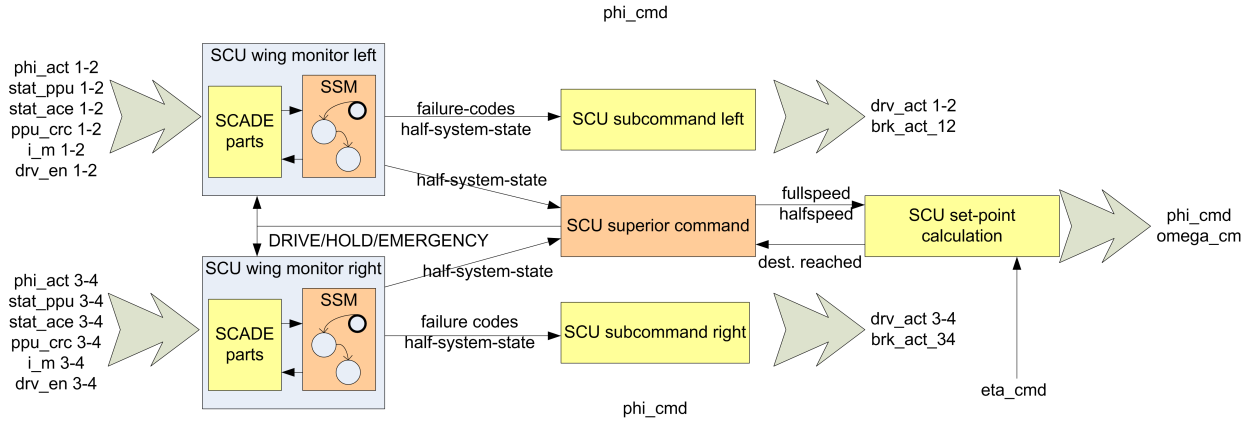 phi_cmd
phi_act 1-2
stat_ppu 1-2
stat_ace 1-2
ppu_crc 1-2
i_m 1-2
drv_en 1-2
SCU wing monitor left
SCADE
parts
SSM
failure-codes
half-system-state
SCU subcommand left
drv_act 1-2
brk_act_12
half-system-state
SCU superior command
fullspeed
halfspeed
SCU set-point
calculation
phi_cmd
omega_cm
DRIVE/HOLD/EMERGENCY
half-system-state
dest. reached
phi_act 3-4
stat_ppu 3-4
stat_ace 3-4
ppu_crc 3-4
i_m 3-4
drv_en 3-4
SCU wing monitor right
SCADE
parts
SSM
failure codes
half-system-state
SCU subcommand right
drv_act 3-4
brk_act_34
eta_cmd
phi_cmd